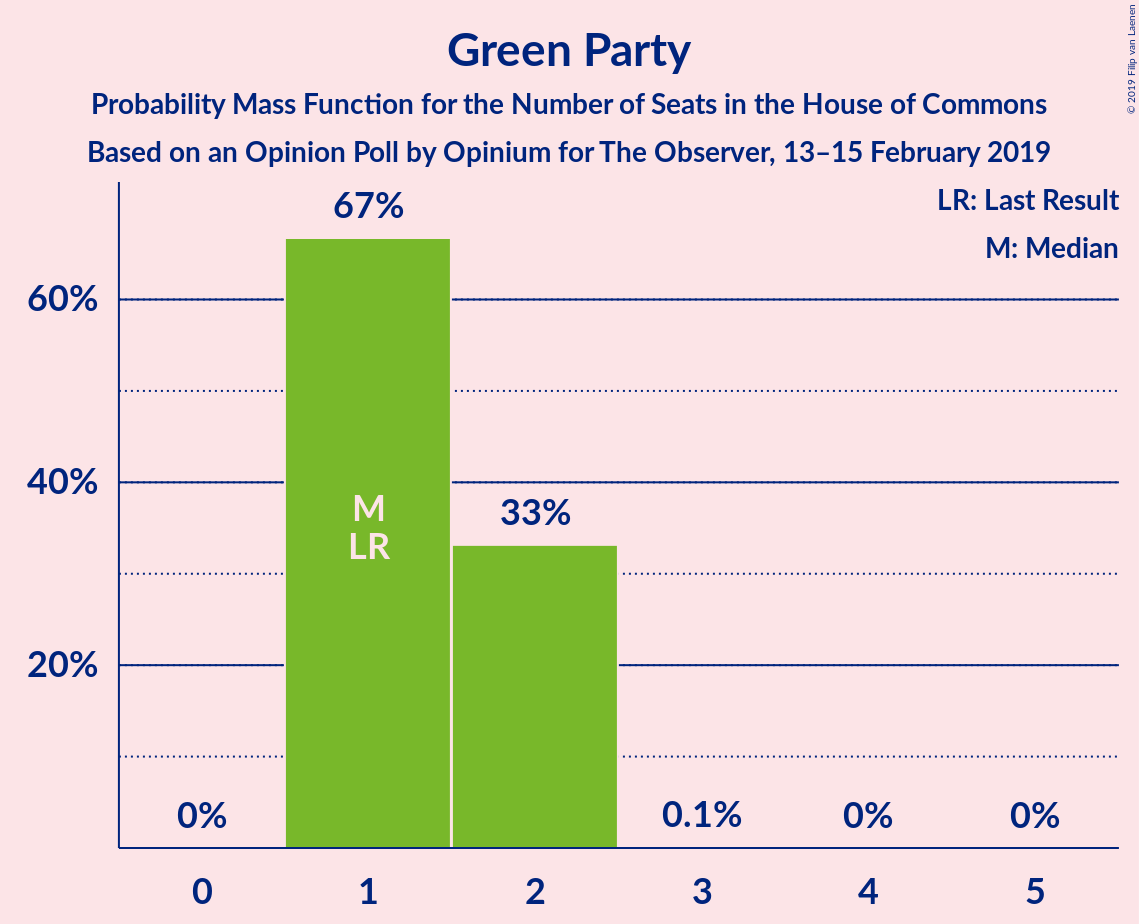 Green Party
Probability Mass Function for the Number of Seats in the House of Commons
Based on an Opinion Poll by Opinium for The Observer, 13–15 February 2019
© 2019 Filip van Laenen
LR: Last Result
M: Median
67%
60%
40%
33%
M
LR
20%
0%
0.1%
0%
0%
0
1
2
3
4
5